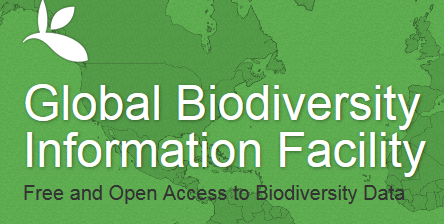 Global Biodiversity
Information Facility
Free and Open Access to Biodiversity Data